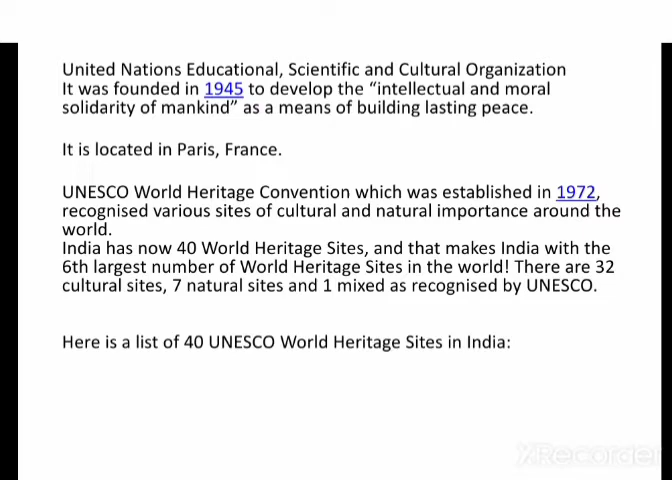 United Nations Educational, Scientific and Cultural Organization
It was founded in 1945 to develop the “intellectual and moral
solidarity of mankind” as a means of building lasting peace.
It is located in Paris, France.
UNESCO World Heritage Convention which was established in 1972,
recognised various sites of cultural and natural importance around the
world.
India has now 40 World Heritage Sites, and that makes India with the
6th largest number of World Heritage Sites in the world! There are 32
cultural sites, 7 natural sites and 1 mixed as recognised by UNESCO.
Here is a list of 40 UNESCO World Heritage Sites in India:
XRecorder